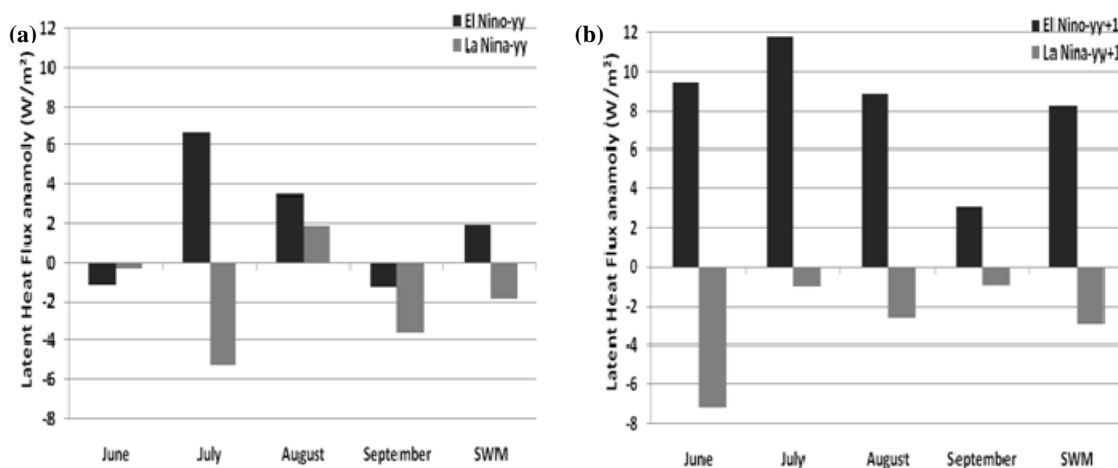 (a)
El Nino-yy
La Nina-yy
Latent Heat Flux anamoly (W/m²)
12
10
8
6
4
2
0
-2
-4
-6
-8
June July August September SWM
(b)
El Nino-yy+1
La Nina-yy+1
Latent Heat Flux anamoly (W/m²)
12
10
8
6
4
2
0
-2
-4
-6
-8
June July August September SWM